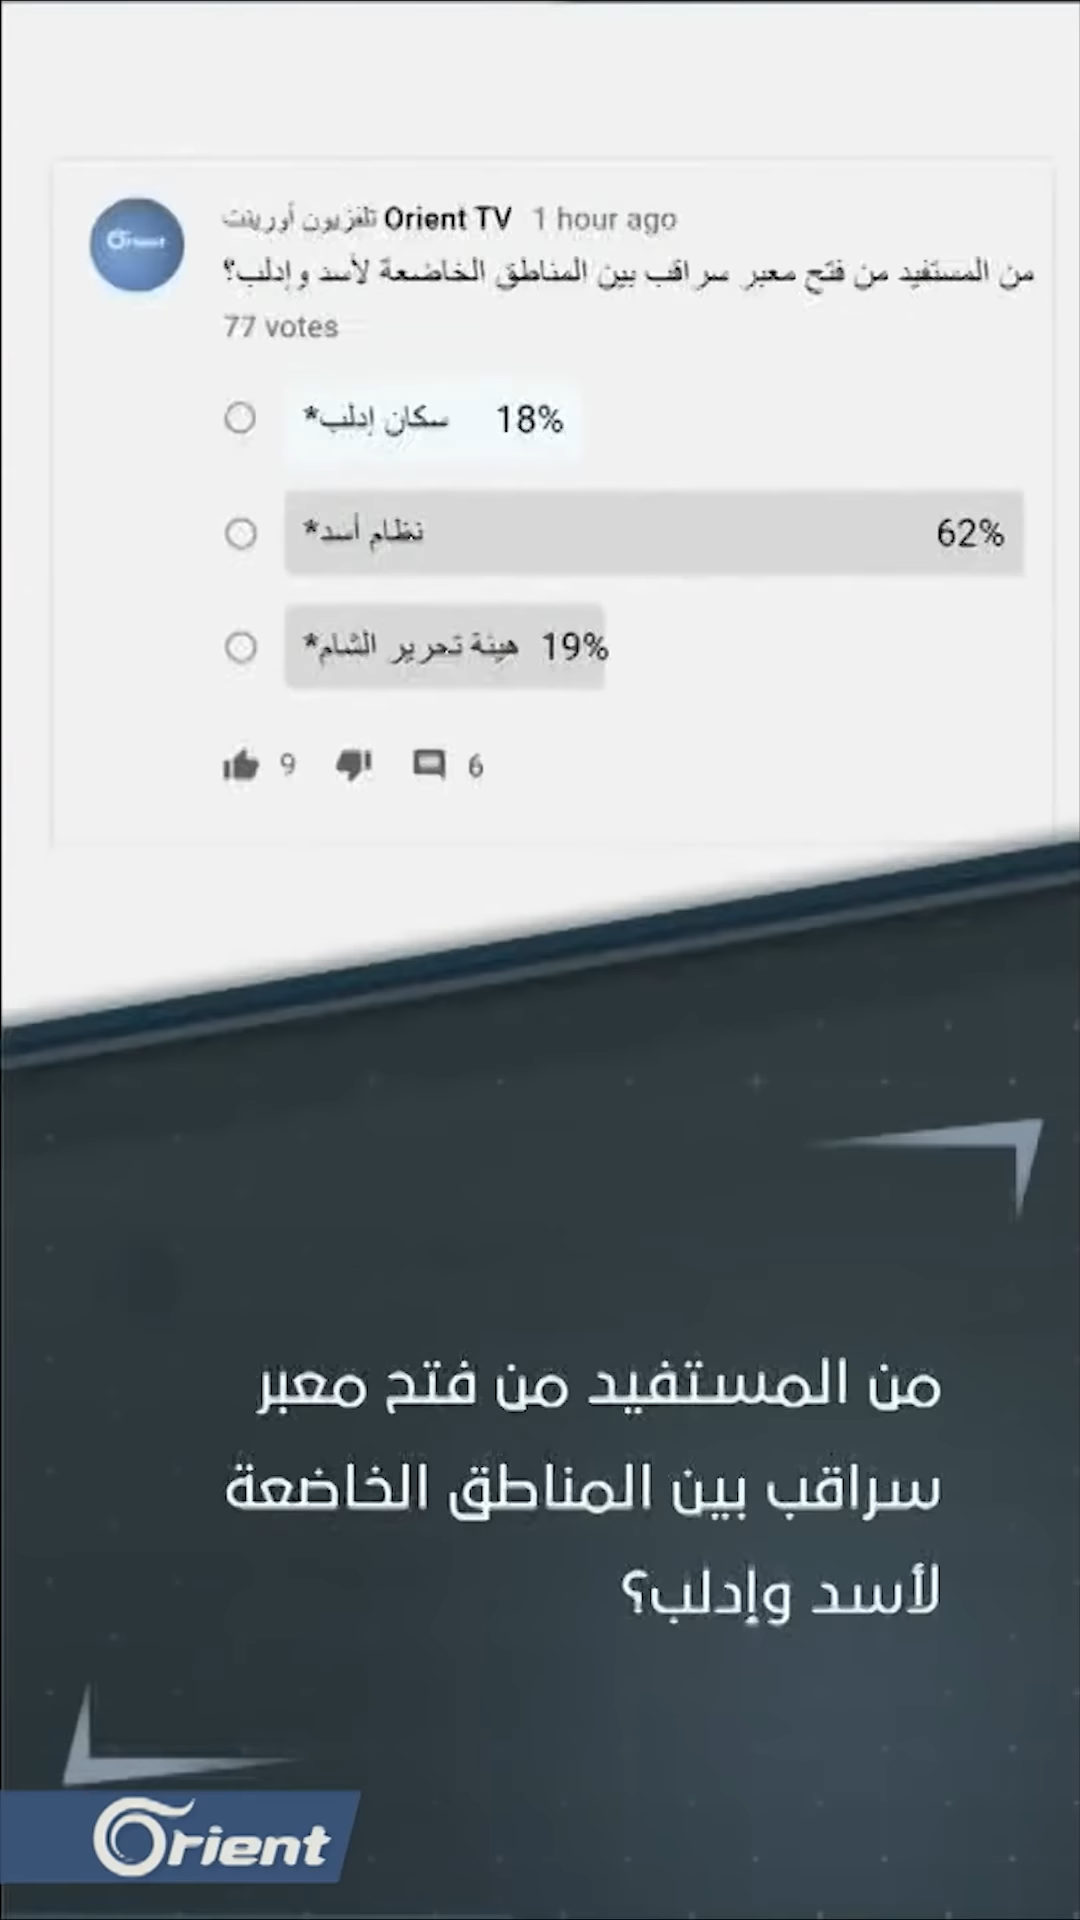 Orient
تلفزيون أورينت Orient TV 1 hour ago
من المستفيد من فتح معبر سراقب بين المناطق الخاضعة لأسد وإدلب؟
77 votes
سكان إدلب* 18%
نظام أسد* 62%
هيئة تحرير الشام* 19%
9 6
من المستفيد من فتح معبر
سراقب بين المناطق الخاضعة
لأسد وإدلب؟
Orient